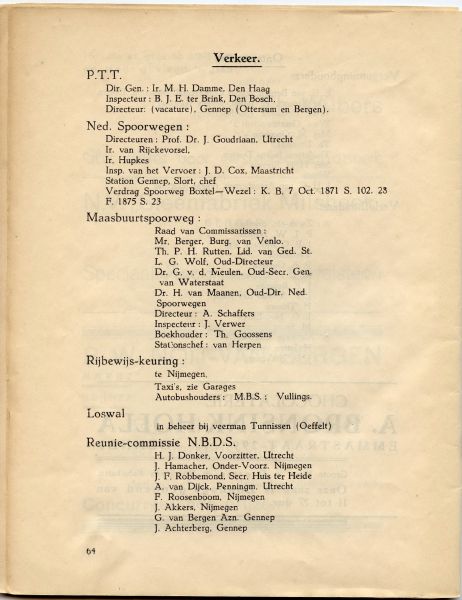 Verkeer.
P.T.T.
Dir. Gen. : Ir. M. H. Damme, Den Haag
Inspecteur : B. J. E. ter Brink, Den Bosch.
Directeur: (vacature), Gennep (Ottersum en Bergen).
Ned. Spoorwegen :
Directeuren : Prof. Dr. J. Goudriaan, Utrecht
Ir. van Rijckevorsel,
Ir. Hupkes
Insp. van het Vervoer : J. D. Cox, Maastricht
Station Gennep, Slort, chef
Verdrag Spoorweg Boxtel—Wezel : K. B. 7 Oct. 1871 S. 102. 23
F. 1875 S. 23
Maasbuurtspoorweg :
Raad van Commissarissen :
Mr. Berger, Burg. van Venlo.
Th. P. H. Rutten, Lid. van Ged. St.
L. G. Wolf, Oud-Directeur
Dr. G. v. d. Meulen, Oud-Secr. Gen.
van Waterstaat
Dr. H. van Maanen, Oud-Dir. Ned.
Spoorwegen
Directeur : A. Schaffers
Inspecteur : J. Verwer
Boekhouder : Th. Goossens
Stationschef : van Herpen
Rijbewijs-keuring :
te Nijmegen.
Taxi's, zie Garages
Autobushouders : M.B.S. : Vullings.
Loswal
in beheer bij veerman Tunnissen (Oeffelt)
Reunie-commissie N.B.D.S.
H. J. Donker, Voorzitter, Utrecht
J. Hamacher, Onder-Voorz. Nijmegen
J. F. Robbemond, Secr. Huis ter Heide
A. van Dijck, Penningm. Utrecht
F. Roosenboom, Nijmegen
J. Akkers, Nijmegen
G. van Bergen Azn. Gennep
J. Achterberg, Gennep
64